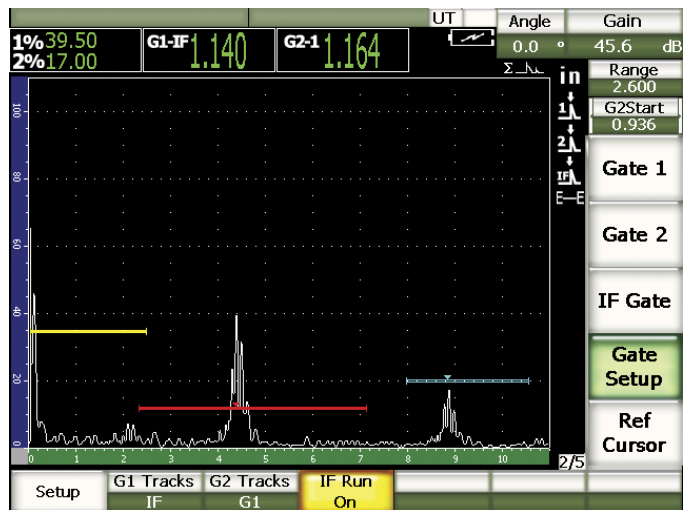 UT Angle Gain
0.0 ° 45.6 dB
1% 39.50 G1-IF 1.140 G2-1 1.164
2% 17.00
in Range
2.600
G2Start
0.936
1
2
IF
E—E
Gate 1
Gate 2
IF Gate
Gate
Setup
Ref
Cursor
100
80
60
40
20
0
0 1 2 3 4 5 6 7 8 9 10
2/5
Setup G1 Tracks G2 Tracks IF Run
IF G1 On